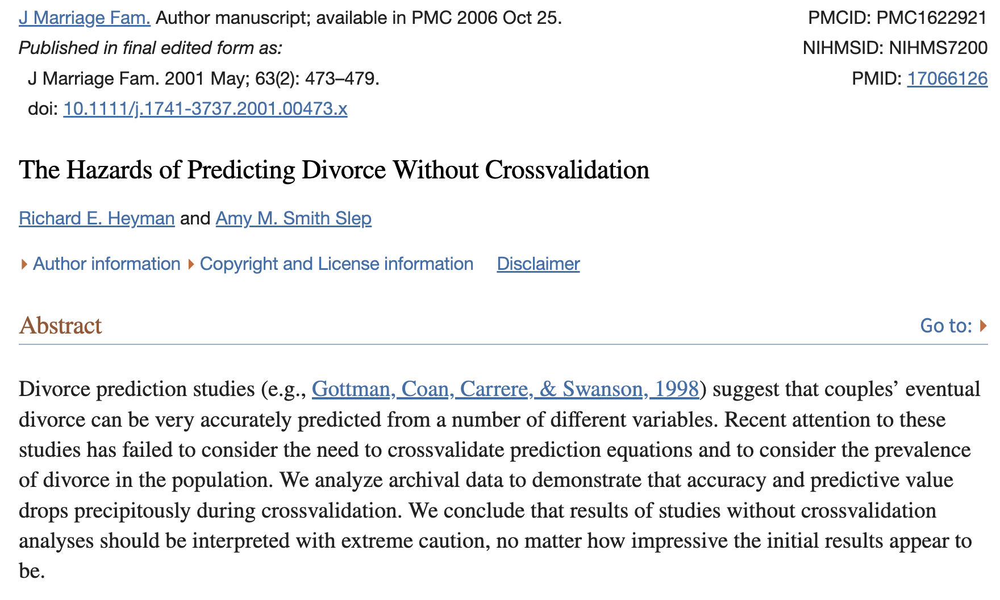 J Marriage Fam. Author manuscript; available in PMC 2006 Oct 25.
Published in final edited form as:
J Marriage Fam. 2001 May; 63(2): 473–479.
doi: 10.1111/j.1741-3737.2001.00473.x
PMCID: PMC1622921
NIHMSID: NIHMS7200
PMID: 17066126
The Hazards of Predicting Divorce Without Crossvalidation
Richard E. Heyman and Amy M. Smith Slep
Author information Copyright and License information Disclaimer
Abstract
Go to:
Divorce prediction studies (e.g., Gottman, Coan, Carrere, & Swanson, 1998) suggest that couples’ eventual
divorce can be very accurately predicted from a number of different variables. Recent attention to these
studies has failed to consider the need to crossvalidate prediction equations and to consider the prevalence
of divorce in the population. We analyze archival data to demonstrate that accuracy and predictive value
drops precipitously during crossvalidation. We conclude that results of studies without crossvalidation
analyses should be interpreted with extreme caution, no matter how impressive the initial results appear to
be.